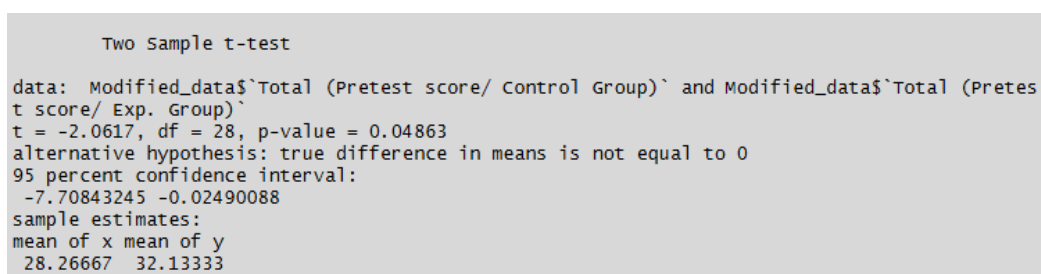 Two Sample t-test
data:  Modified_data$`Total (Pretest score/ Control Group)` and Modified_data$`Total (Pretes
t score/ Exp. Group)`
t = -2.0617, df = 28, p-value = 0.04863
alternative hypothesis: true difference in means is not equal to 0
95 percent confidence interval:
-7.70843245 -0.02490088
sample estimates:
mean of x mean of y
28.26667  32.13333